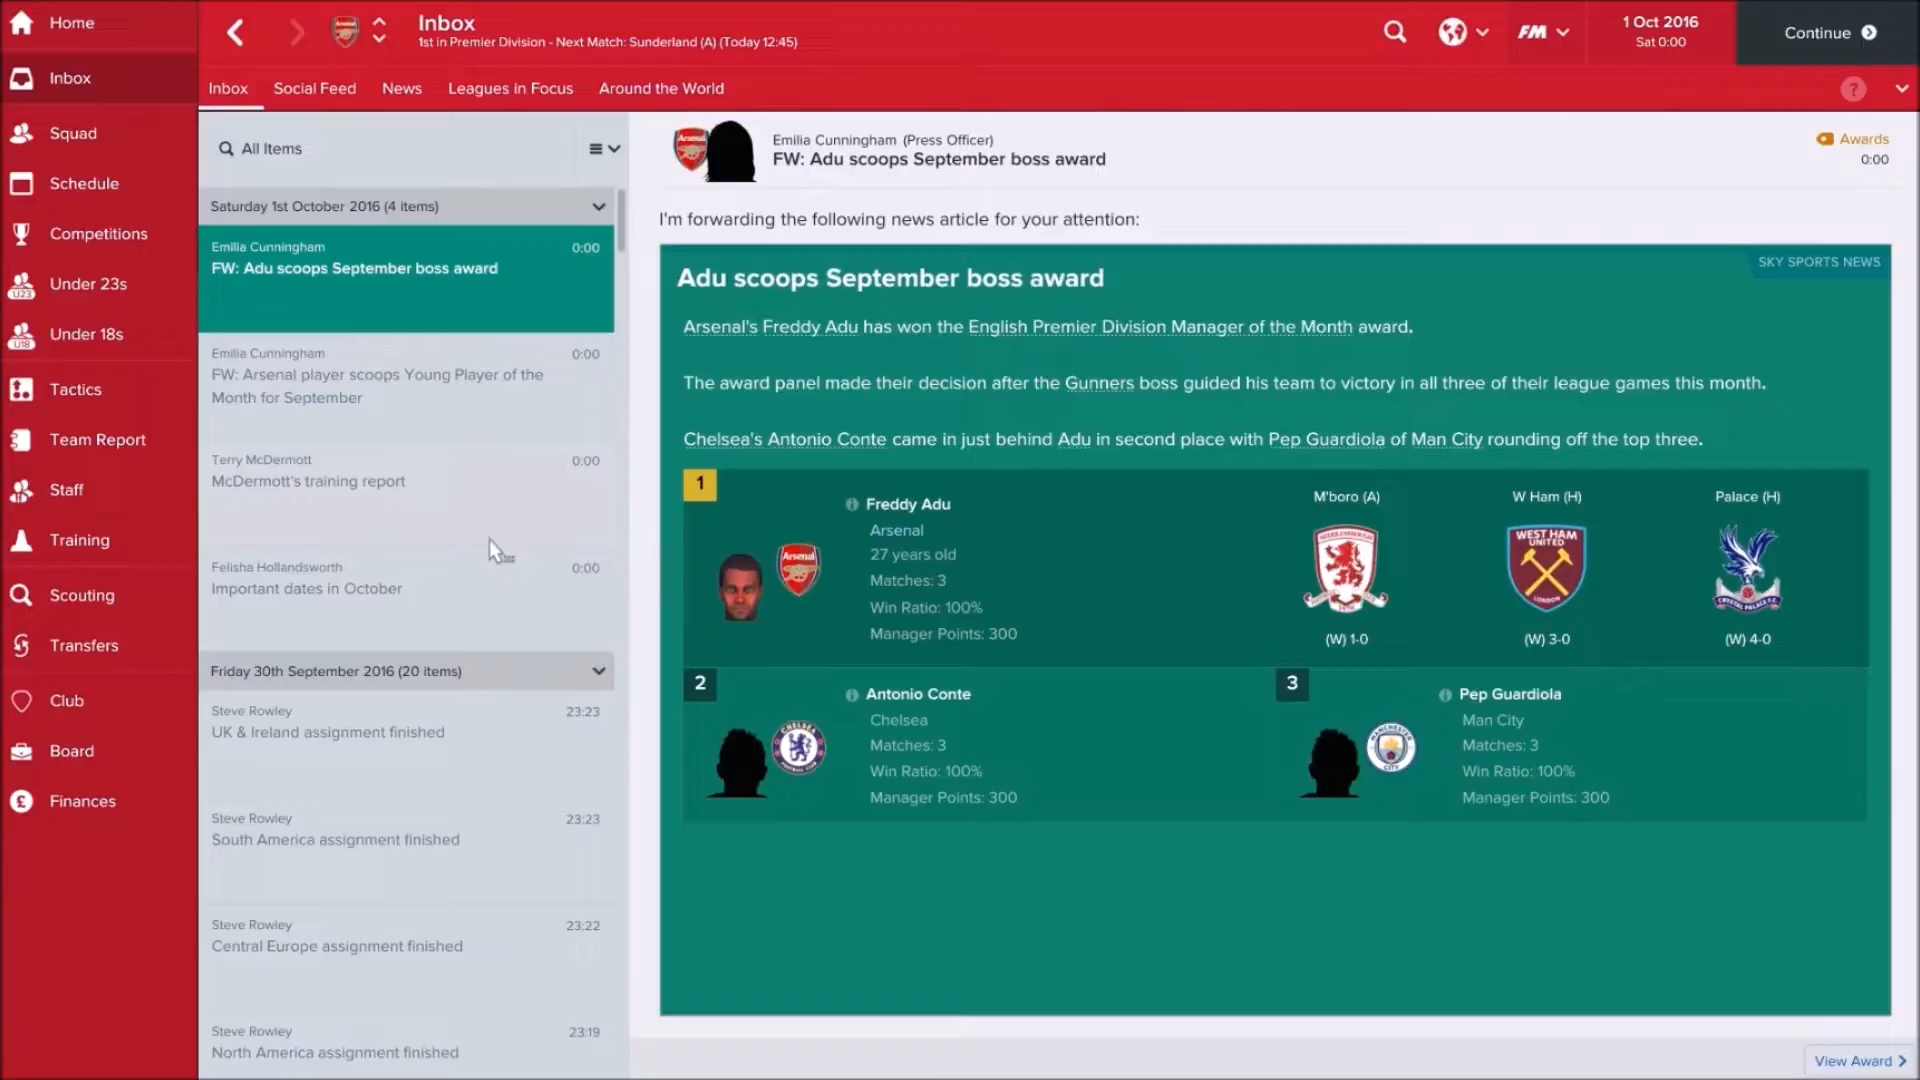 Home
Inbox
Squad
Schedule
Competitions
U23
Under 23s
U18
Under 18s
Tactics
Team Report
Staff
Training
Scouting
Transfers
Club
Board
£
Finances
Arsenal
Inbox
1st in Premier Division - Next Match: Sunderland (A) (Today 12:45)
FM
1 Oct 2016
Sat 0:00
Continue
Inbox
Social Feed
News
Leagues in Focus
Around the World
?
All Items
Saturday 1st October 2016 (4 items)
Emilia Cunningham 0:00
FW: Adu scoops September boss award
Emilia Cunningham 0:00
FW: Arsenal player scoops Young Player of the
Month for September
Terry McDermott 0:00
McDermott's training report
Felisha Hollandsworth 0:00
Important dates in October
Friday 30th September 2016 (20 items)
Steve Rowley 23:23
UK & Ireland assignment finished
Steve Rowley 23:23
South America assignment finished
Steve Rowley 23:22
Central Europe assignment finished
Steve Rowley 23:19
North America assignment finished
Arsenal
Emilia Cunningham (Press Officer)
FW: Adu scoops September boss award
Awards
0:00
I'm forwarding the following news article for your attention:
SKY SPORTS NEWS
Adu scoops September boss award
Arsenal's Freddy Adu has won the English Premier Division Manager of the Month award.
The award panel made their decision after the Gunners boss guided his team to victory in all three of their league games this month.
Chelsea's Antonio Conte came in just behind Adu in second place with Pep Guardiola of Man City rounding off the top three.
1
Arsenal
Freddy Adu
Arsenal
27 years old
Matches: 3
Win Ratio: 100%
Manager Points: 300
M'boro (A)
(W) 1-0
W Ham (H)
WEST HAM
UNITED
LONDON
(W) 3-0
Palace (H)
CRYSTAL PALACE F.C.
(W) 4-0
2
Antonio Conte
Chelsea
Matches: 3
Win Ratio: 100%
Manager Points: 300
3
Pep Guardiola
Man City
Matches: 3
Win Ratio: 100%
Manager Points: 300
View Award